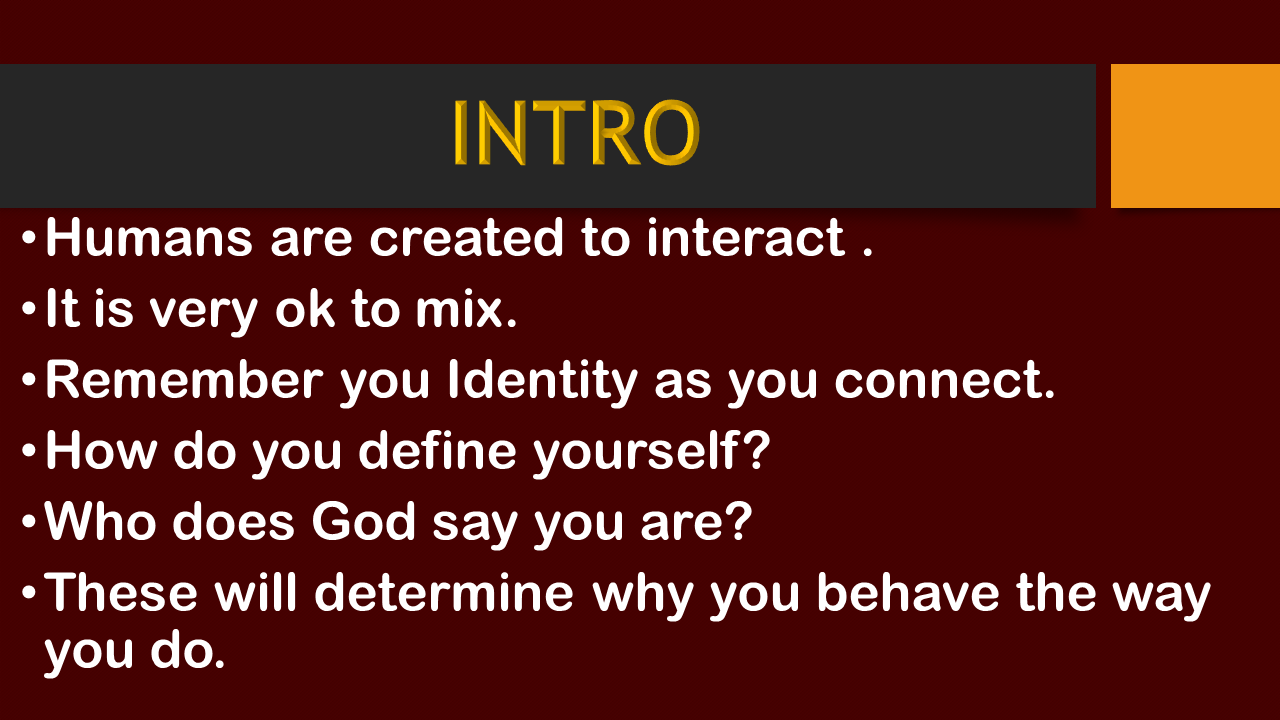 INTRO
•Humans are created to interact .
•It is very ok to mix.
•Remember you Identity as you connect.
•How do you define yourself?
•Who does God say you are?
•These will determine why you behave the way
you do.